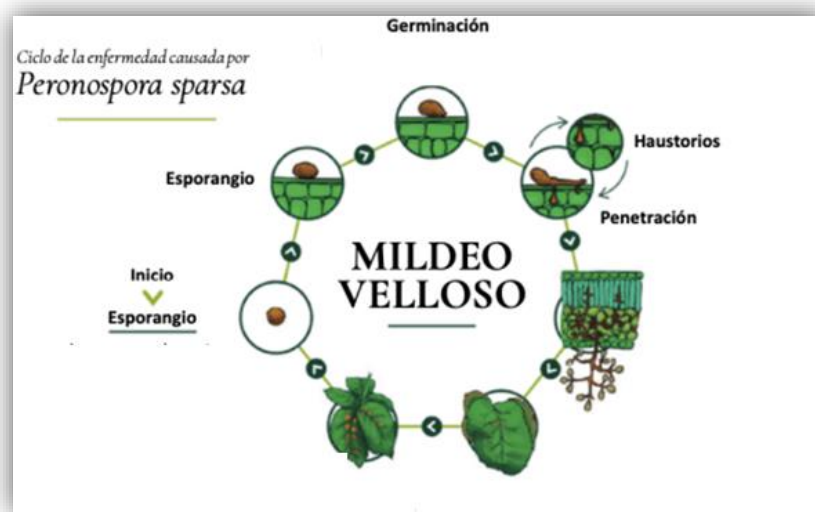 Germinación
Ciclo de la enfermedad causada por
Peronospora sparsa
Haustorios
Esporangio
Penetración
MILDEO
VELLOSO
Inicio
Esporangio